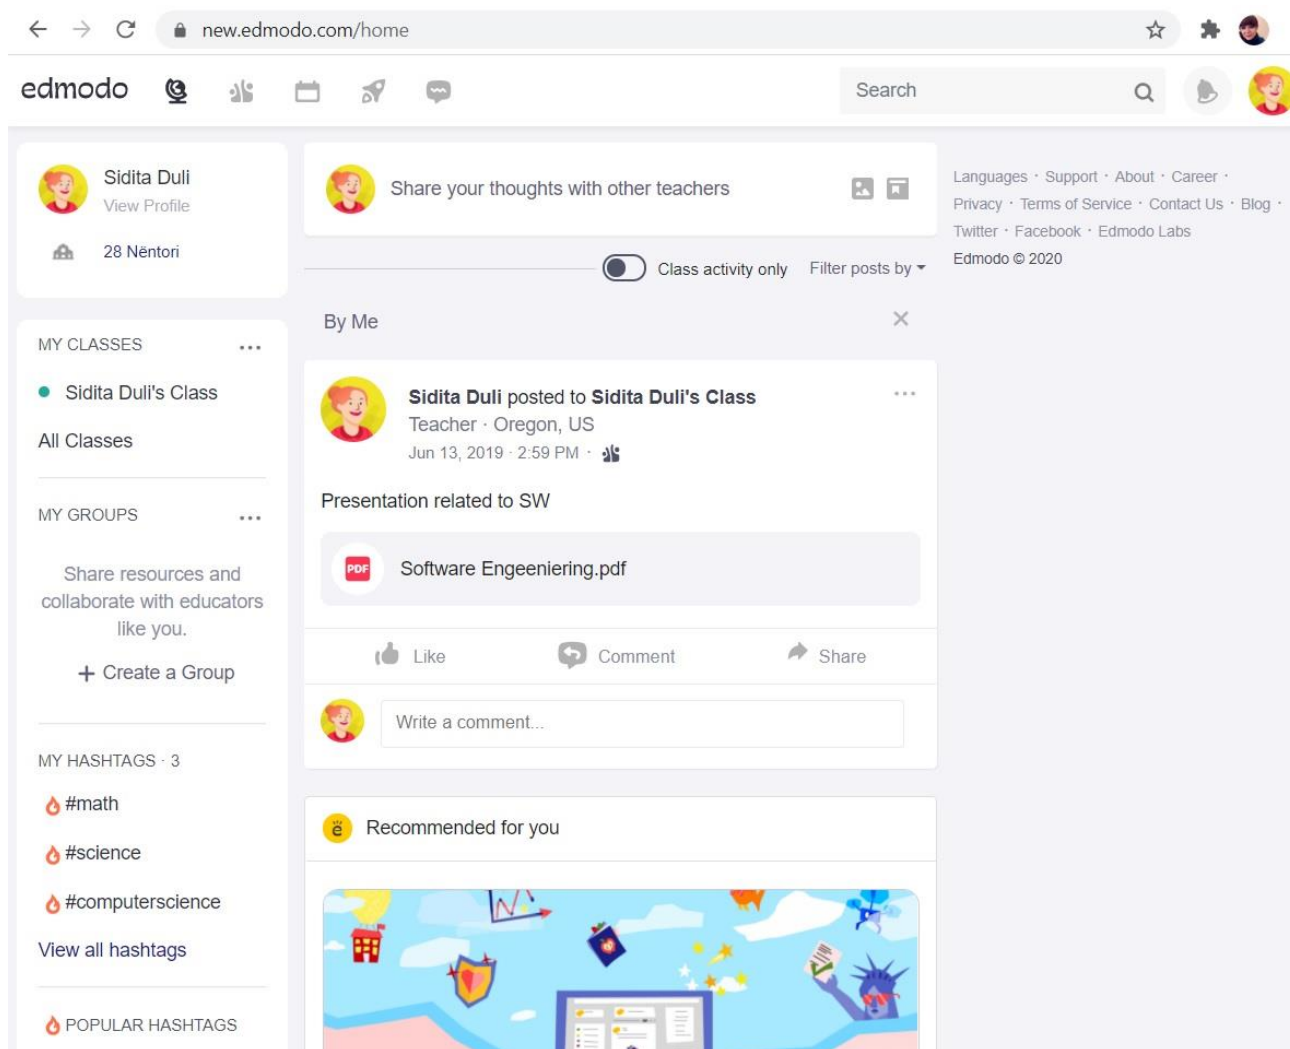 new.edmodo.com/home
edmodo
Search
Sidita Duli
View Profile
28 Nëntori
MY CLASSES
Sidita Duli's Class
All Classes
MY GROUPS
Share resources and
collaborate with educators
like you.
+ Create a Group
MY HASHTAGS · 3
#math
#science
#computerscience
View all hashtags
POPULAR HASHTAGS
Share your thoughts with other teachers
Class activity only Filter posts by
By Me
Sidita Duli posted to Sidita Duli's Class
Teacher · Oregon, US
Jun 13, 2019 · 2:59 PM ·
Presentation related to SW
PDF Software Engeeniering.pdf
Like Comment Share
Write a comment...
ë Recommended for you
Languages · Support · About · Career ·
Privacy · Terms of Service · Contact Us · Blog ·
Twitter · Facebook · Edmodo Labs
Edmodo © 2020